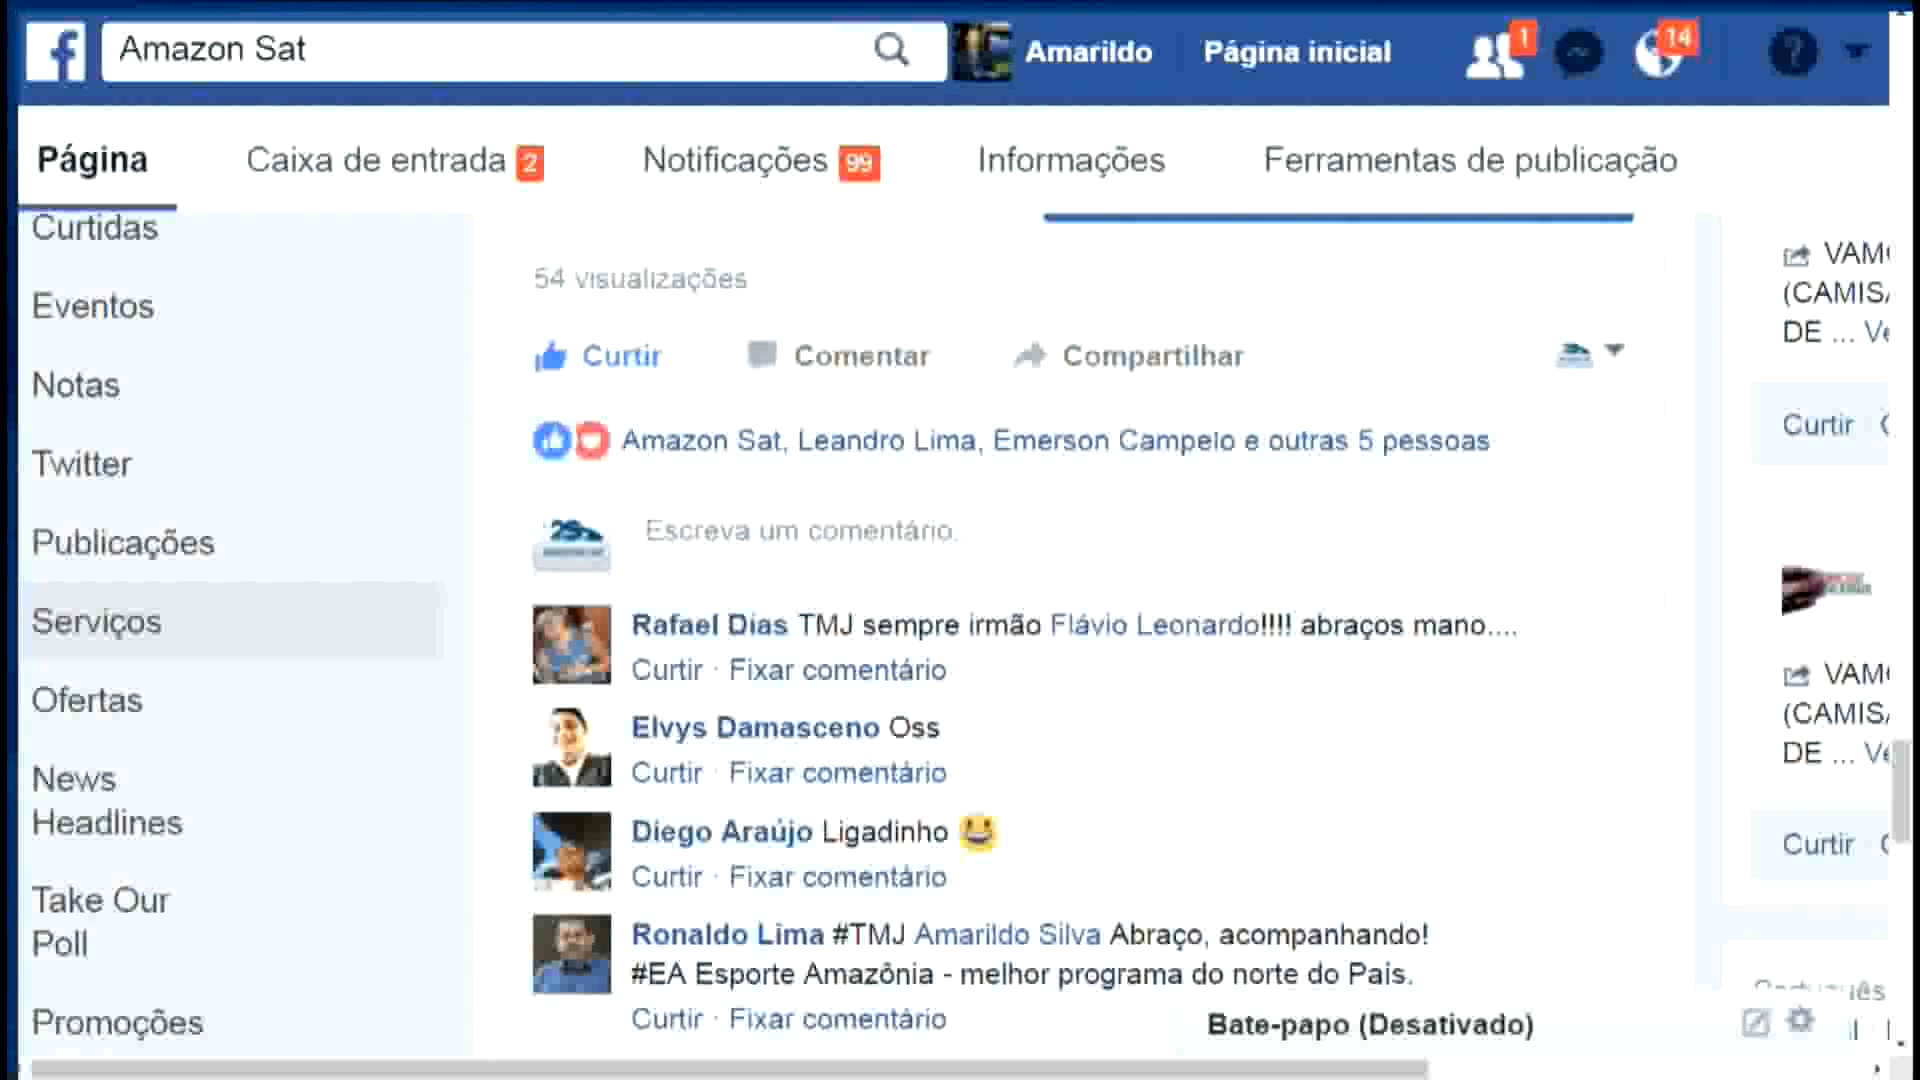 Amazon Sat
Amarildo
Página inicial
1
14
Página
Caixa de entrada 2
Notificações 99
Informações
Ferramentas de publicação
Curtidas
Eventos
Notas
Twitter
Publicações
Serviços
Ofertas
News
Headlines
Take Our
Poll
Promoções
54 visualizações
Curtir
Comentar
Compartilhar
Amazon Sat, Leandro Lima, Emerson Campelo e outras 5 pessoas
Escreva um comentário.
Rafael Dias TMJ sempre irmão Flávio Leonardo!!!! abraços mano....
Curtir · Fixar comentário
Elvys Damasceno Oss
Curtir · Fixar comentário
Diego Araújo Ligadinho 😃
Curtir · Fixar comentário
Ronaldo Lima #TMJ Amarildo Silva Abraço, acompanhando!
#EA Esporte Amazônia - melhor programa do norte do País.
Curtir · Fixar comentário
DE ...
Curtir ·
DE ...
Curtir ·
Bate-papo (Desativado)